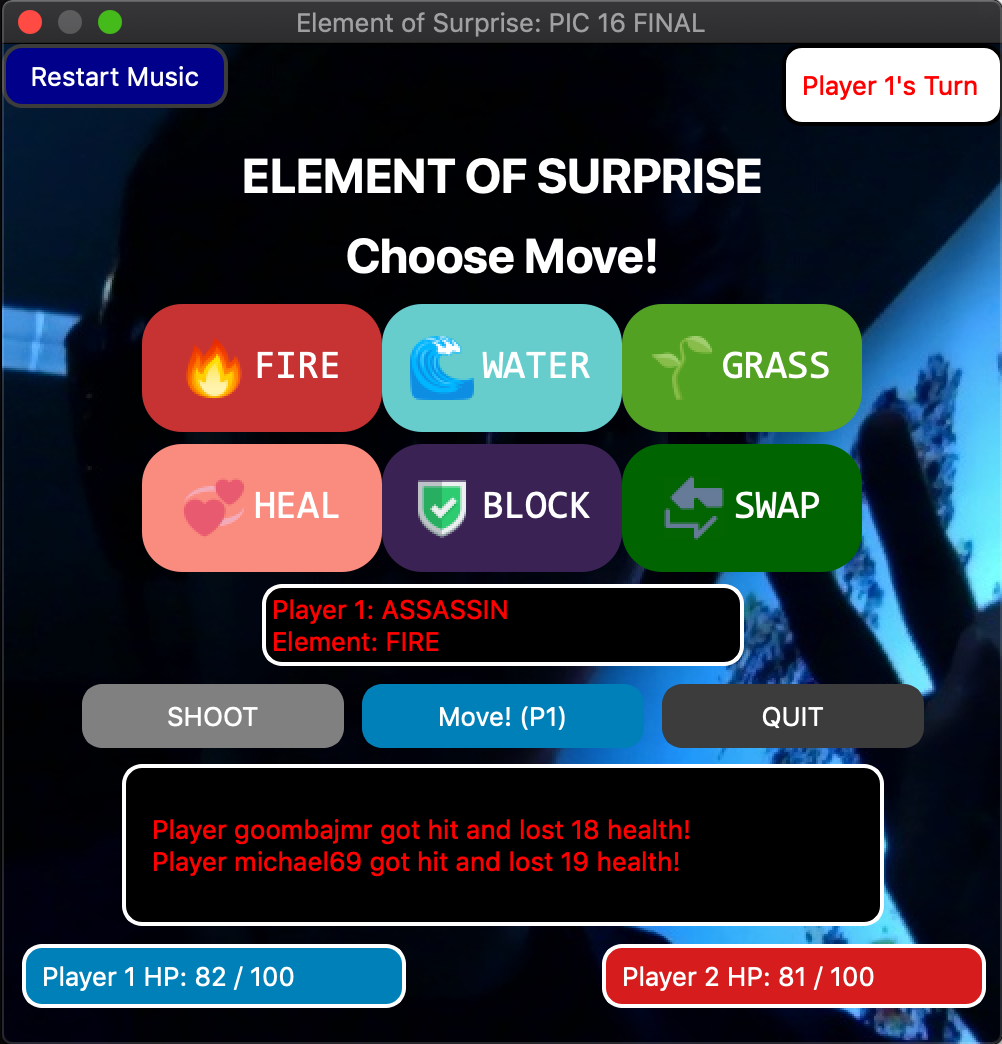 Element of Surprise: PIC 16 FINAL
Restart Music
Player 1's Turn
ELEMENT OF SURPRISE
Choose Move!
FIRE
WATER
GRASS
HEAL
BLOCK
SWAP
Player 1: ASSASSIN
Element: FIRE
SHOOT
Move! (P1)
QUIT
Player goombajmr got hit and lost 18 health!
Player michael69 got hit and lost 19 health!
Player 1 HP: 82 / 100
Player 2 HP: 81 / 100